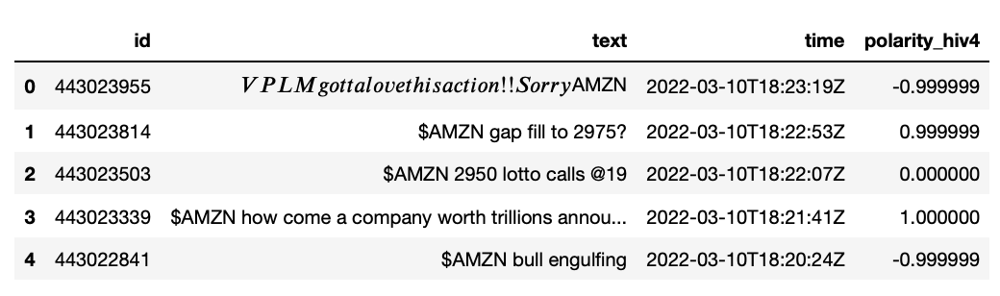 id text time polarity_hiv4
0 443023955 VPLMgottalovethisaction!!SorryAMZN 2022-03-10T18:23:19Z -0.999999
1 443023814 $AMZN gap fill to 2975? 2022-03-10T18:22:53Z 0.999999
2 443023503 $AMZN 2950 lotto calls @19 2022-03-10T18:22:07Z 0.000000
3 443023339 $AMZN how come a company worth trillions annou... 2022-03-10T18:21:41Z 1.000000
4 443022841 $AMZN bull engulfing 2022-03-10T18:20:24Z -0.999999